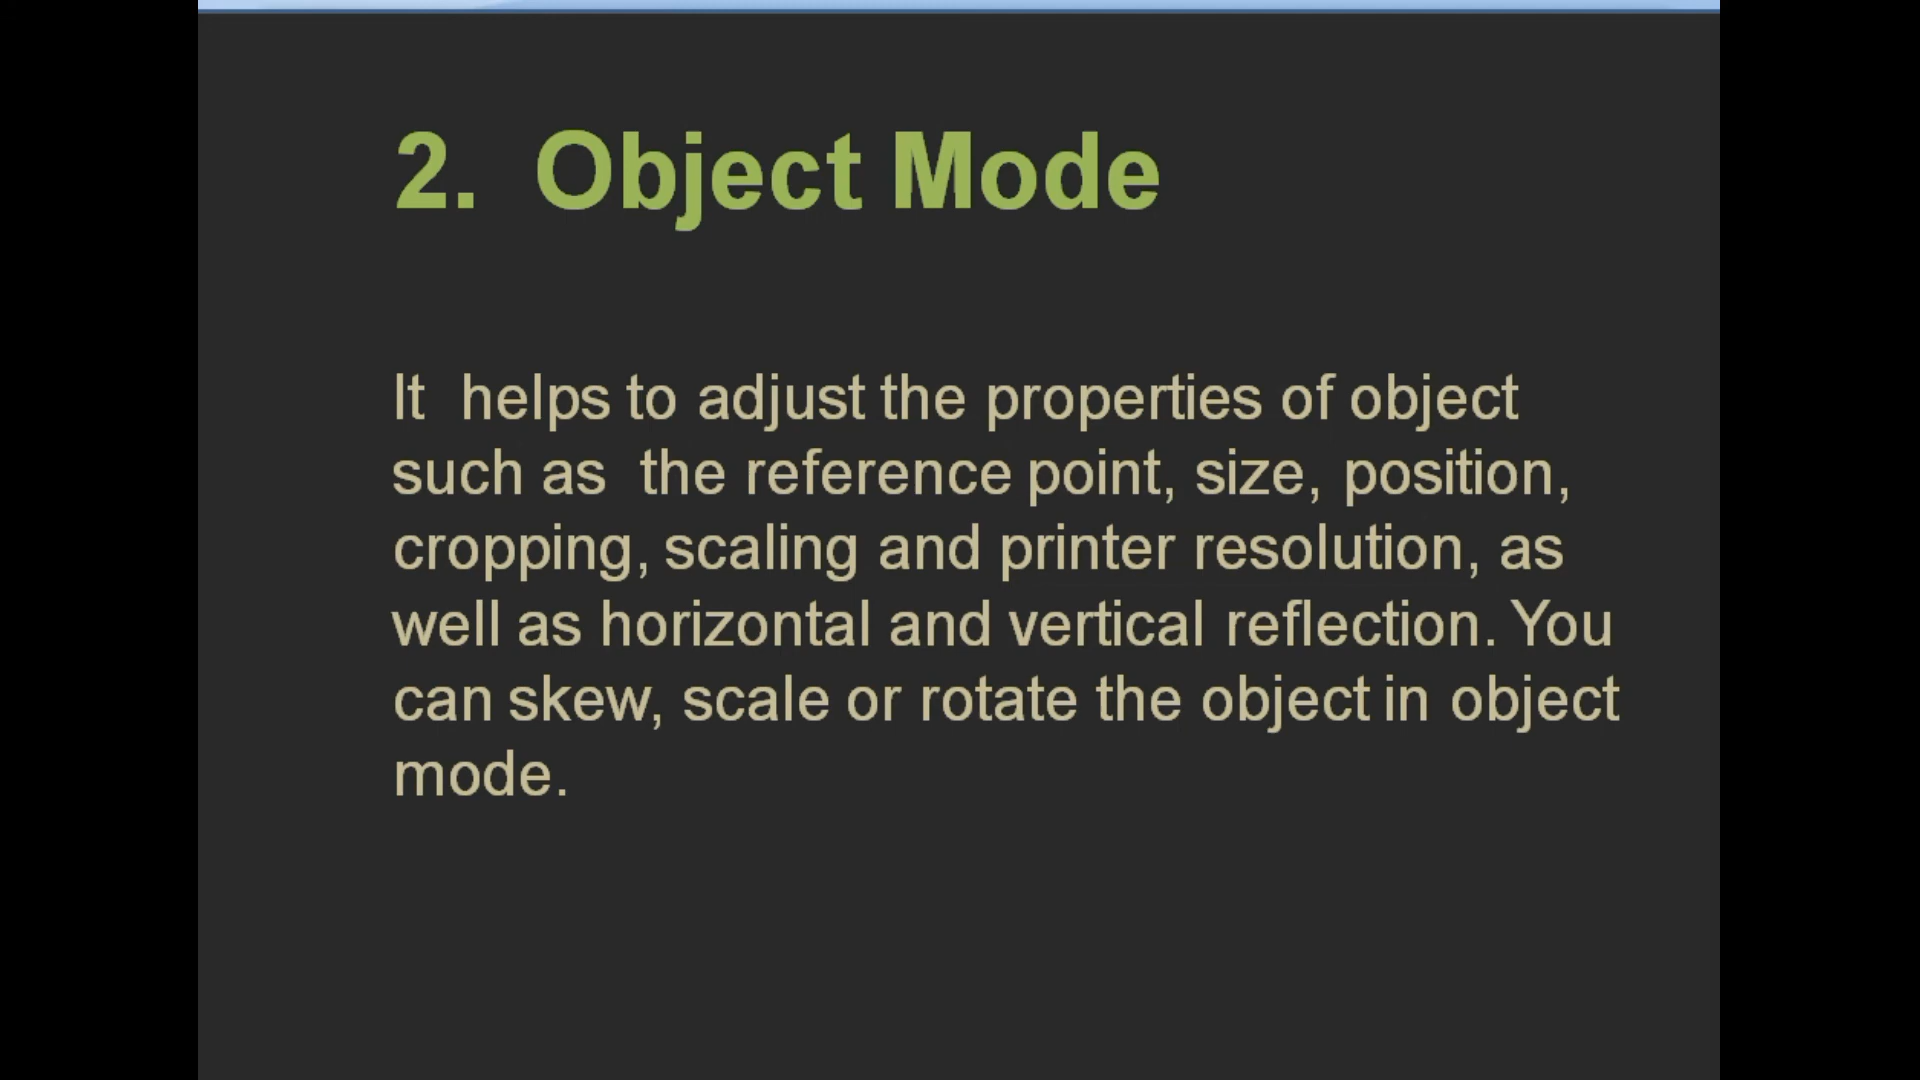 2. Object Mode
It helps to adjust the properties of object
such as the reference point, size, position,
cropping, scaling and printer resolution, as
well as horizontal and vertical reflection. You
can skew, scale or rotate the object in object
mode.